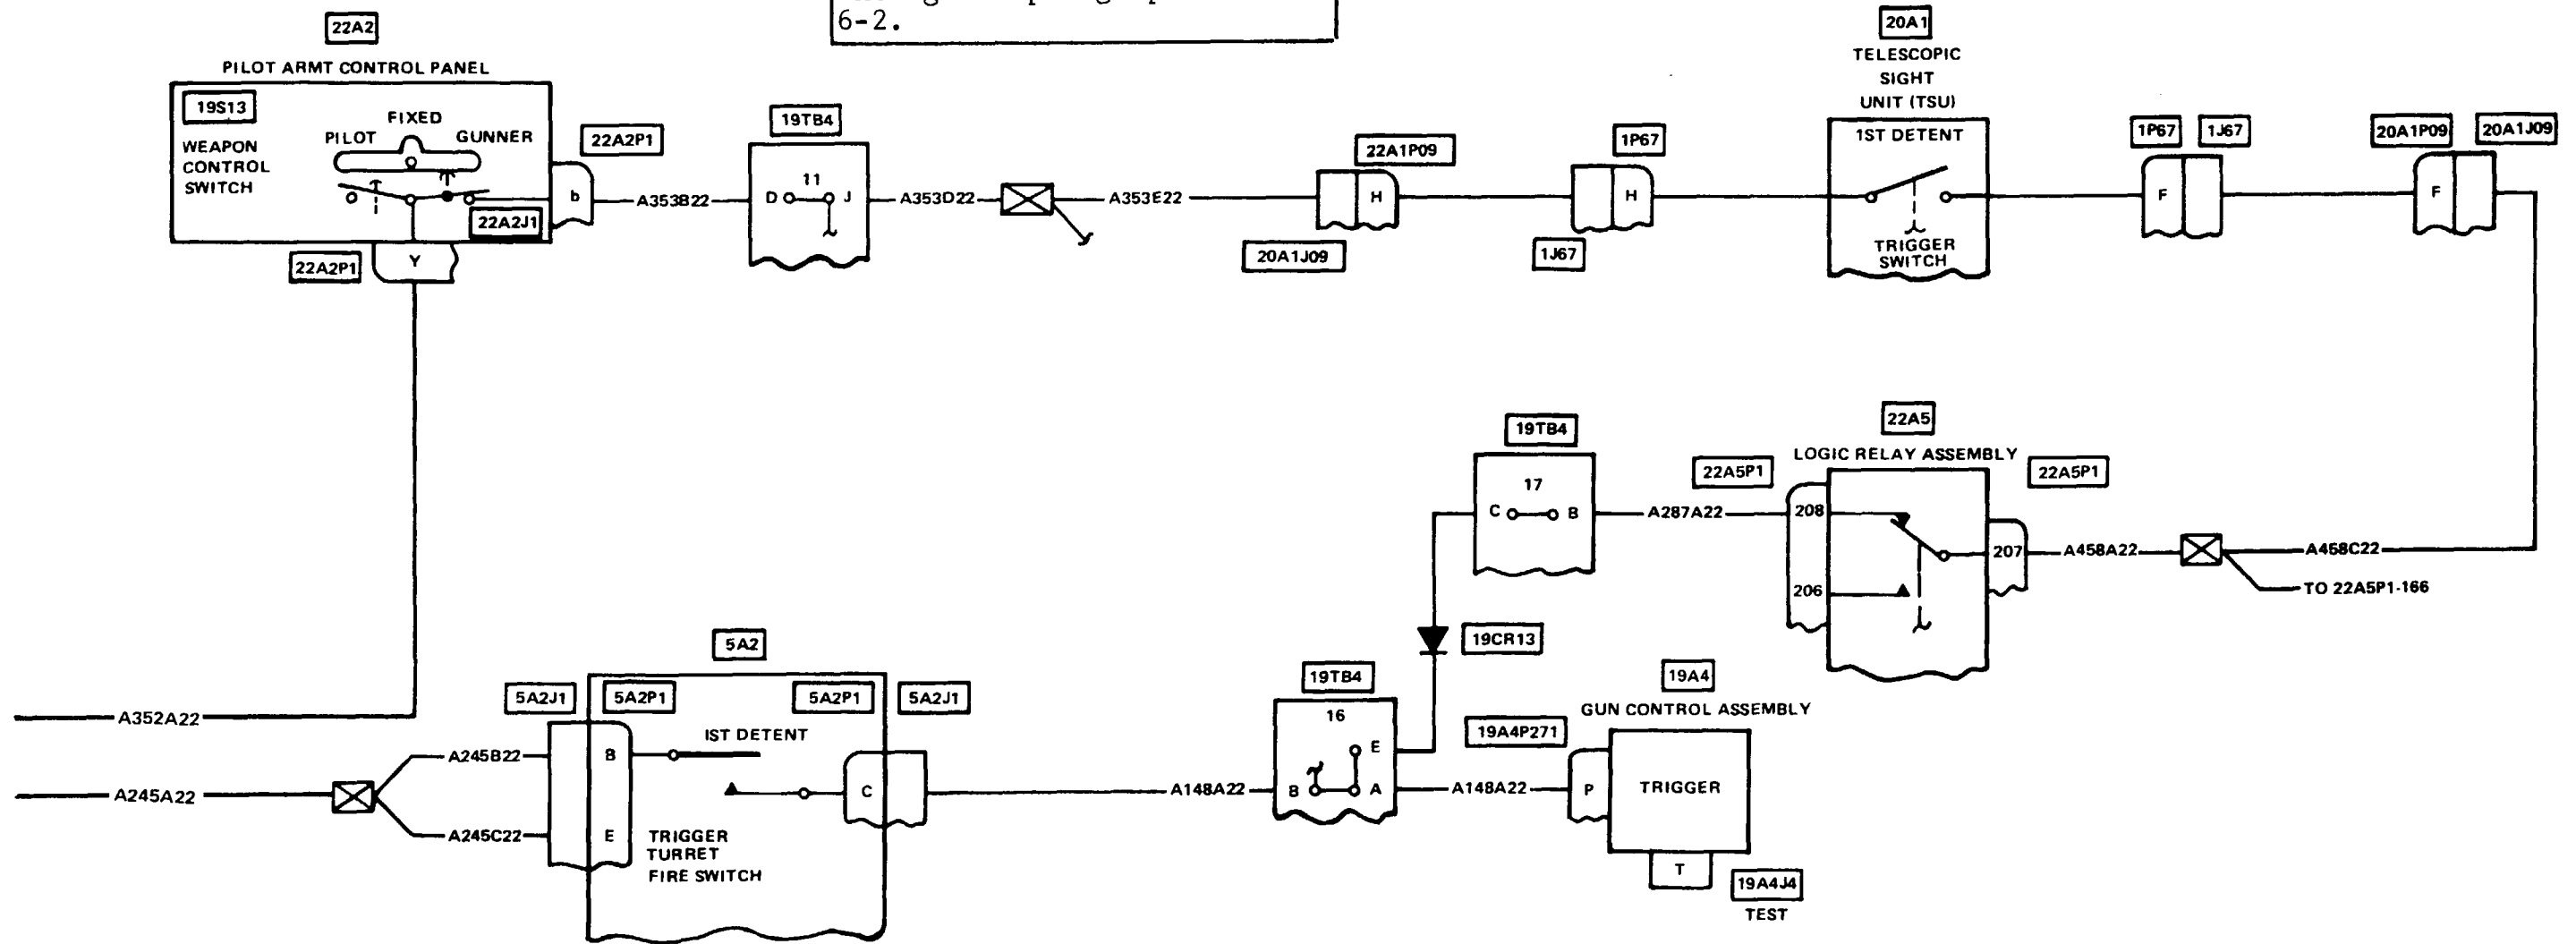 6-2.
22A2
PILOT ARMT CONTROL PANEL
19S13
WEAPON
CONTROL
SWITCH
FIXED
PILOT
GUNNER
22A2J1
22A2P1
b
22A2P1
Y
A353B22
19TB4
11
D
J
A353D22
A353E22
22A1P09
H
20A1J09
1P67
H
1J67
20A1
TELESCOPIC
SIGHT
UNIT (TSU)
1ST DETENT
TRIGGER
SWITCH
1P67
1J67
F
20A1P09
20A1J09
F
19TB4
17
C
B
A287A22
22A5
LOGIC RELAY ASSEMBLY
22A5P1
22A5P1
208
206
207
A458A22
A458C22
TO 22A5P1-166
19CR13
A352A22
A245A22
A245B22
A245C22
5A2
5A2J1
5A2P1
5A2P1
5A2J1
B
E
IST DETENT
C
TRIGGER
TURRET
FIRE SWITCH
A148A22
19TB4
16
E
B
A
A148A22
19A4
GUN CONTROL ASSEMBLY
19A4P271
P
TRIGGER
T
19A4J4
TEST